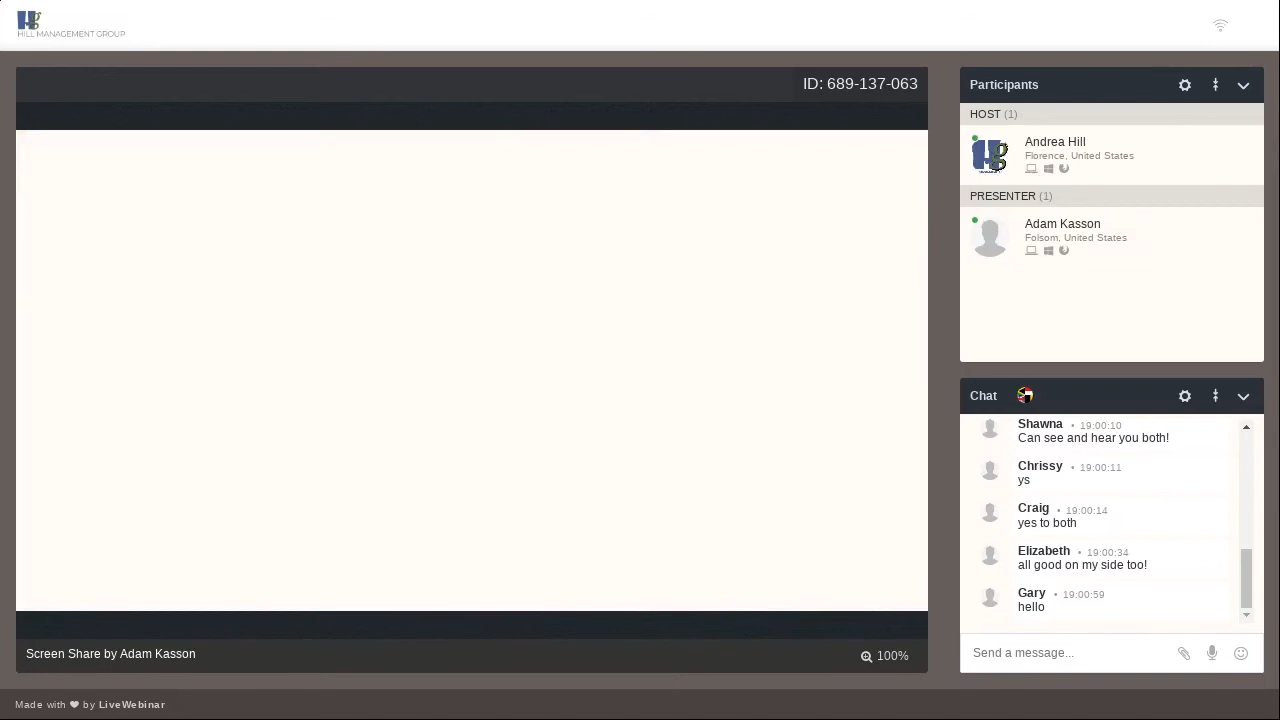 Hg
HILL MANAGEMENT GROUP
ID: 689-137-063
Screen Share by Adam Kasson
100%
Participants
HOST (1)
Hg
Andrea Hill
Florence, United States
PRESENTER (1)
Adam Kasson
Folsom, United States
Chat
Shawna • 19:00:10
Can see and hear you both!
Chrissy • 19:00:11
ys
Craig • 19:00:14
yes to both
Elizabeth • 19:00:34
all good on my side too!
Gary • 19:00:59
hello
Send a message...
Made with ❤ by LiveWebinar